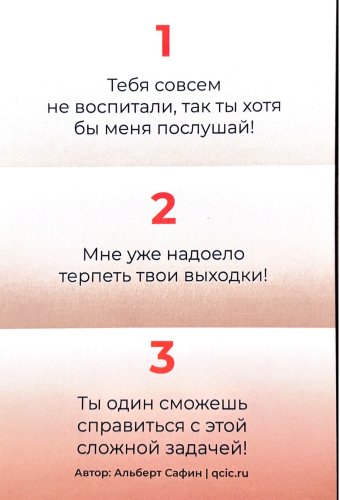 1
Тебя совсем
не воспитали, так ты хотя
бы меня послушай!
2
Мне уже надоело
терпеть твои выходки!
3
Ты один сможешь
справиться с этой
сложной задачей!
Автор: Альберт Сафин | qcic.ru